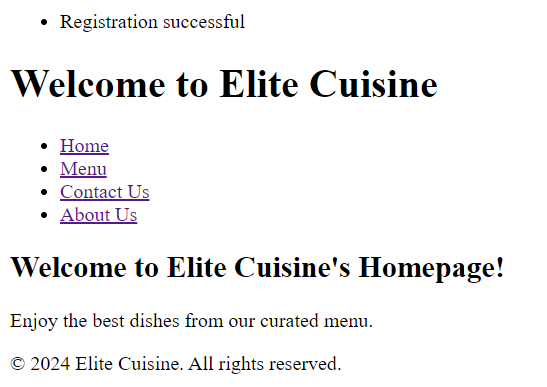 Registration successful
Welcome to Elite Cuisine
Home
Menu
Contact Us
About Us
Welcome to Elite Cuisine's Homepage!
Enjoy the best dishes from our curated menu.
© 2024 Elite Cuisine. All rights reserved.